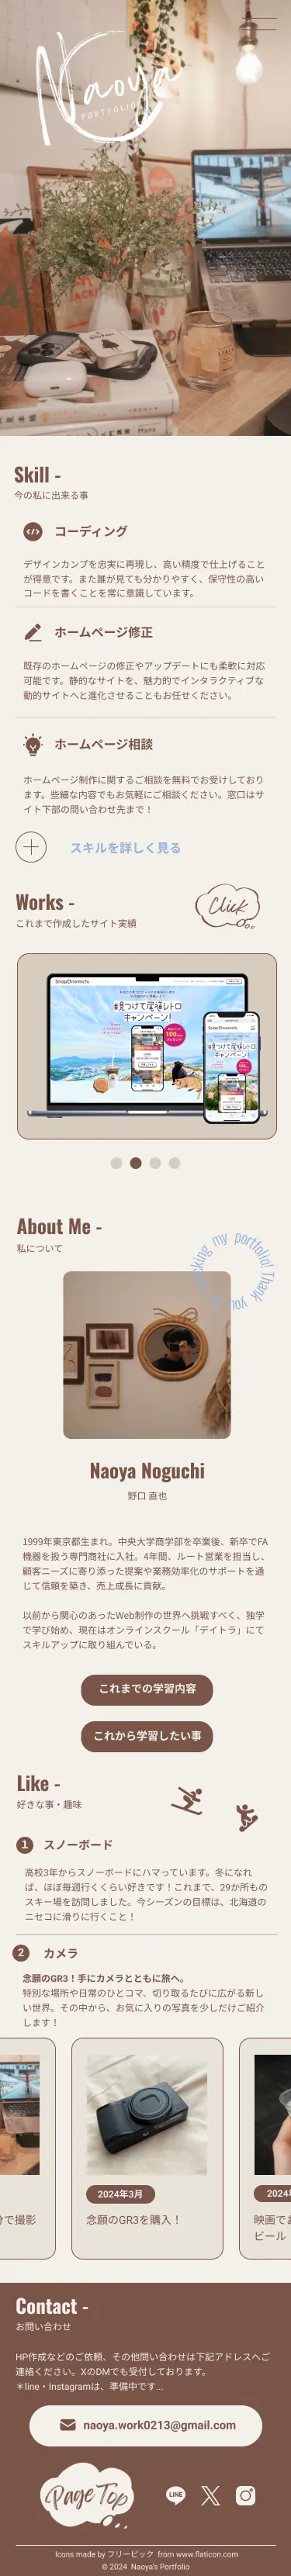 Naoya
PORTFOLIO
Skill -
今の私に出来る事
コーディング
デザインカンプを忠実に再現し、高い精度で仕上げること
が得意です。また誰が見ても分かりやすく、保守性の高い
コードを書くことを常に意識しています。
ホームページ修正
既存のホームページの修正やアップデートにも柔軟に対応
可能です。静的なサイトを、魅力的でインタラクティブな
動的サイトへと進化させることもお任せください。
ホームページ相談
ホームページ制作に関するご相談を無料でお受けしており
ます。些細な内容でもお気軽にご相談ください。窓口はサ
イト下部の問い合わせ先まで！
スキルを詳しく見る
Works -
これまで作成したサイト実績
Click
キャンペーン!
100
About Me -
私について
my portfolio! Thank you
Naoya Noguchi
野口 直也
1999年東京都生まれ。中央大学商学部を卒業後、新卒でFA
機器を扱う専門商社に入社。4年間、ルート営業を担当し、
顧客ニーズに寄り添った提案や業務効率化のサポートを通
じて信頼を築き、売上成長に貢献。
以前から関心のあったWeb制作の世界へ挑戦すべく、独学
で学び始め、現在はオンラインスクール「デイトラ」にて
スキルアップに取り組んでいる。
これまでの学習内容
これから学習したい事
Like -
好きな事・趣味
1 スノーボード
高校3年からスノーボードにハマっています。冬になれ
ば、ほぼ毎週行くくらい好きです！これまで、29か所もの
スキー場を訪問しました。今シーズンの目標は、北海道の
ニセコに滑りに行くこと！
2 カメラ
念願のGR3！手にカメラとともに旅へ。
特別な場所や日常のひとコマ、切り取るたびに広がる新し
い世界。その中から、お気に入りの写真を少しだけご紹介
します！
で撮影
2024年3月
念願のGR3を購入！
2024
映画でお
ビール
Contact -
お問い合わせ
HP作成などのご依頼、その他問い合わせは下記アドレスへご
連絡ください。XのDMでも受付しております。
＊line・Instagramは、準備中です...
naoya.work0213@gmail.com
Page Top
LINE
Icons made by フリーピック from www.flaticon.com
© 2024 Naoya's Portfolio